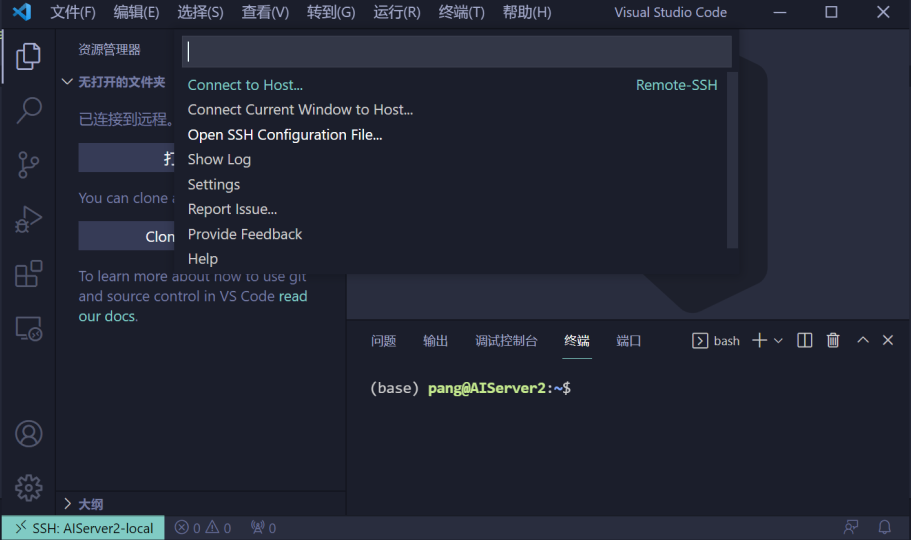 文件(F) 编辑(E) 选择(S) 查看(V) 转到(G) 运行(R) 终端(T) 帮助(H) Visual Studio Code
资源管理器
无打开的文件夹
已连接到远程。
打
You can clone a
Clon
To learn more about how to use git
and source control in VS Code read
our docs.
大纲
Connect to Host... Remote-SSH
Connect Current Window to Host...
Open SSH Configuration File...
Show Log
Settings
Report Issue...
Provide Feedback
Help
问题 输出 调试控制台 终端 端口 bash
(base) pang@AIServer2:~$
SSH: AIServer2-local 0 0 0